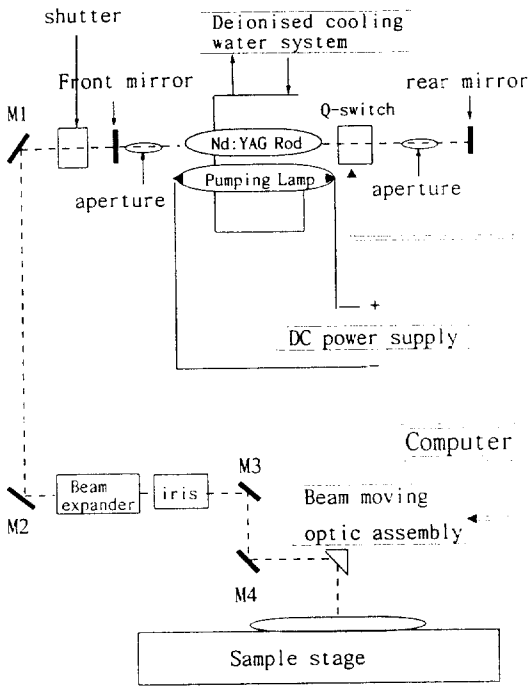 shutter
Deionised cooling
water system
Front mirror
rear mirror
M1
Q-switch
Nd:YAG Rod
Pumping Lamp
aperture
aperture
+
DC power supply
-
Computer
M3
Beam
expander
iris
Beam moving
M2
optic assembly
M4
Sample stage